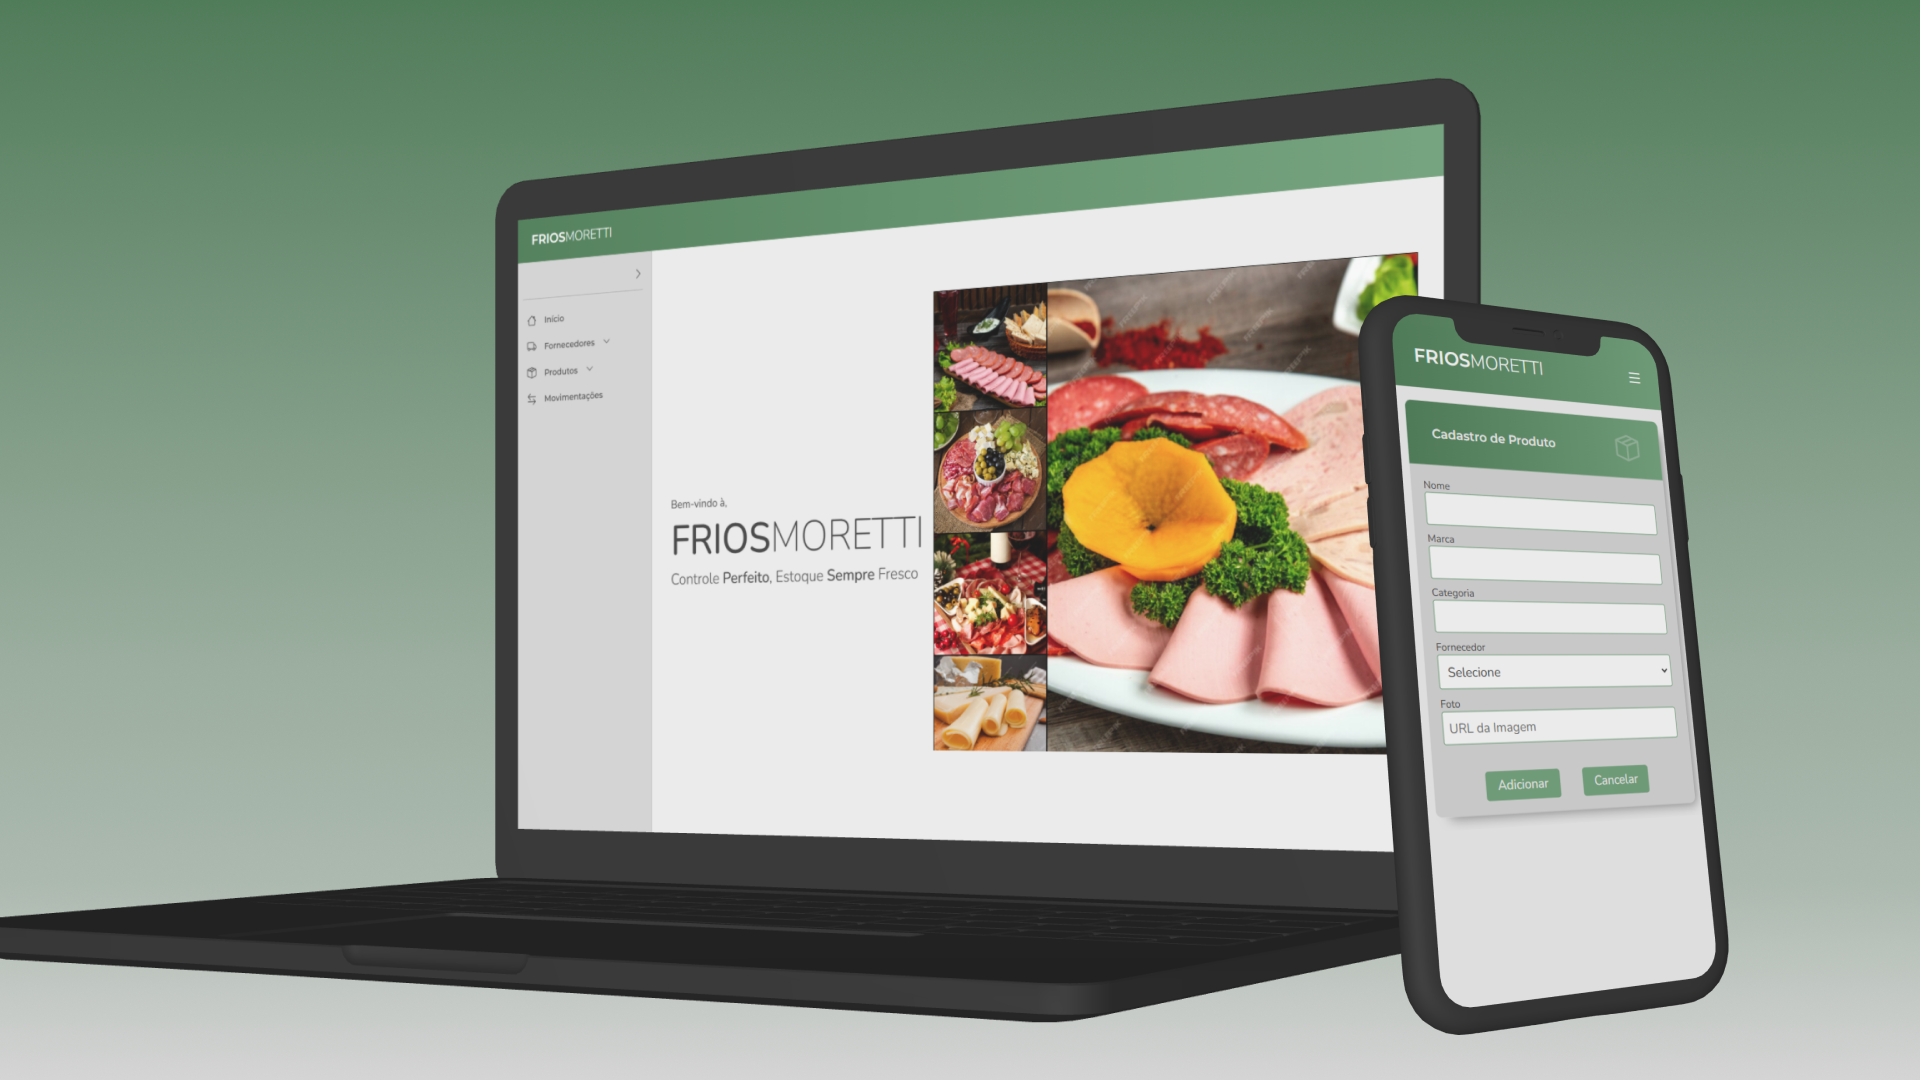 FRIOSMORETTI
Início
Fornecedores
Produtos
Movimentações
Bem-vindo à,
FRIOSMORETTI
Controle Perfeito, Estoque Sempre Fresco
FRIOSMORETTI
Cadastro de Produto
Nome
Marca
Categoria
Fornecedor
Selecione
Foto
URL da Imagem
Adicionar
Cancelar